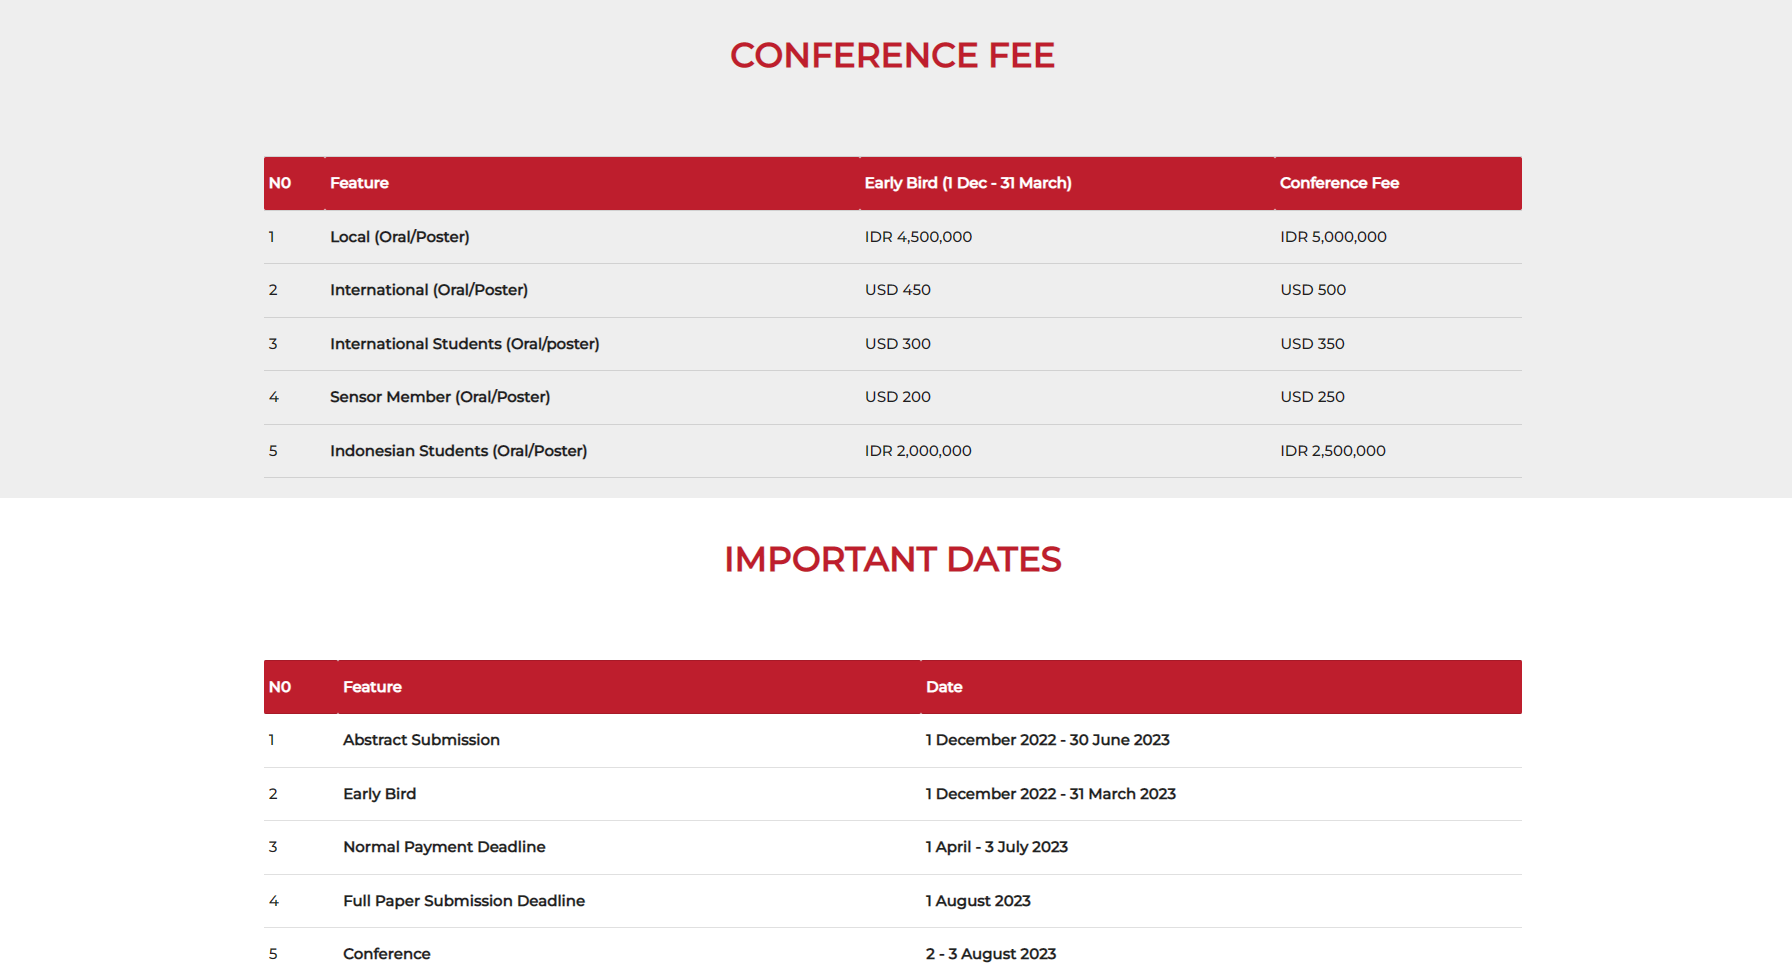 CONFERENCE FEE
N0 Feature Early Bird (1 Dec - 31 March) Conference Fee
1 Local (Oral/Poster) IDR 4,500,000 IDR 5,000,000
2 International (Oral/Poster) USD 450 USD 500
3 International Students (Oral/poster) USD 300 USD 350
4 Sensor Member (Oral/Poster) USD 200 USD 250
5 Indonesian Students (Oral/Poster) IDR 2,000,000 IDR 2,500,000
IMPORTANT DATES
N0 Feature Date
1 Abstract Submission 1 December 2022 - 30 June 2023
2 Early Bird 1 December 2022 - 31 March 2023
3 Normal Payment Deadline 1 April - 3 July 2023
4 Full Paper Submission Deadline 1 August 2023
5 Conference 2 - 3 August 2023